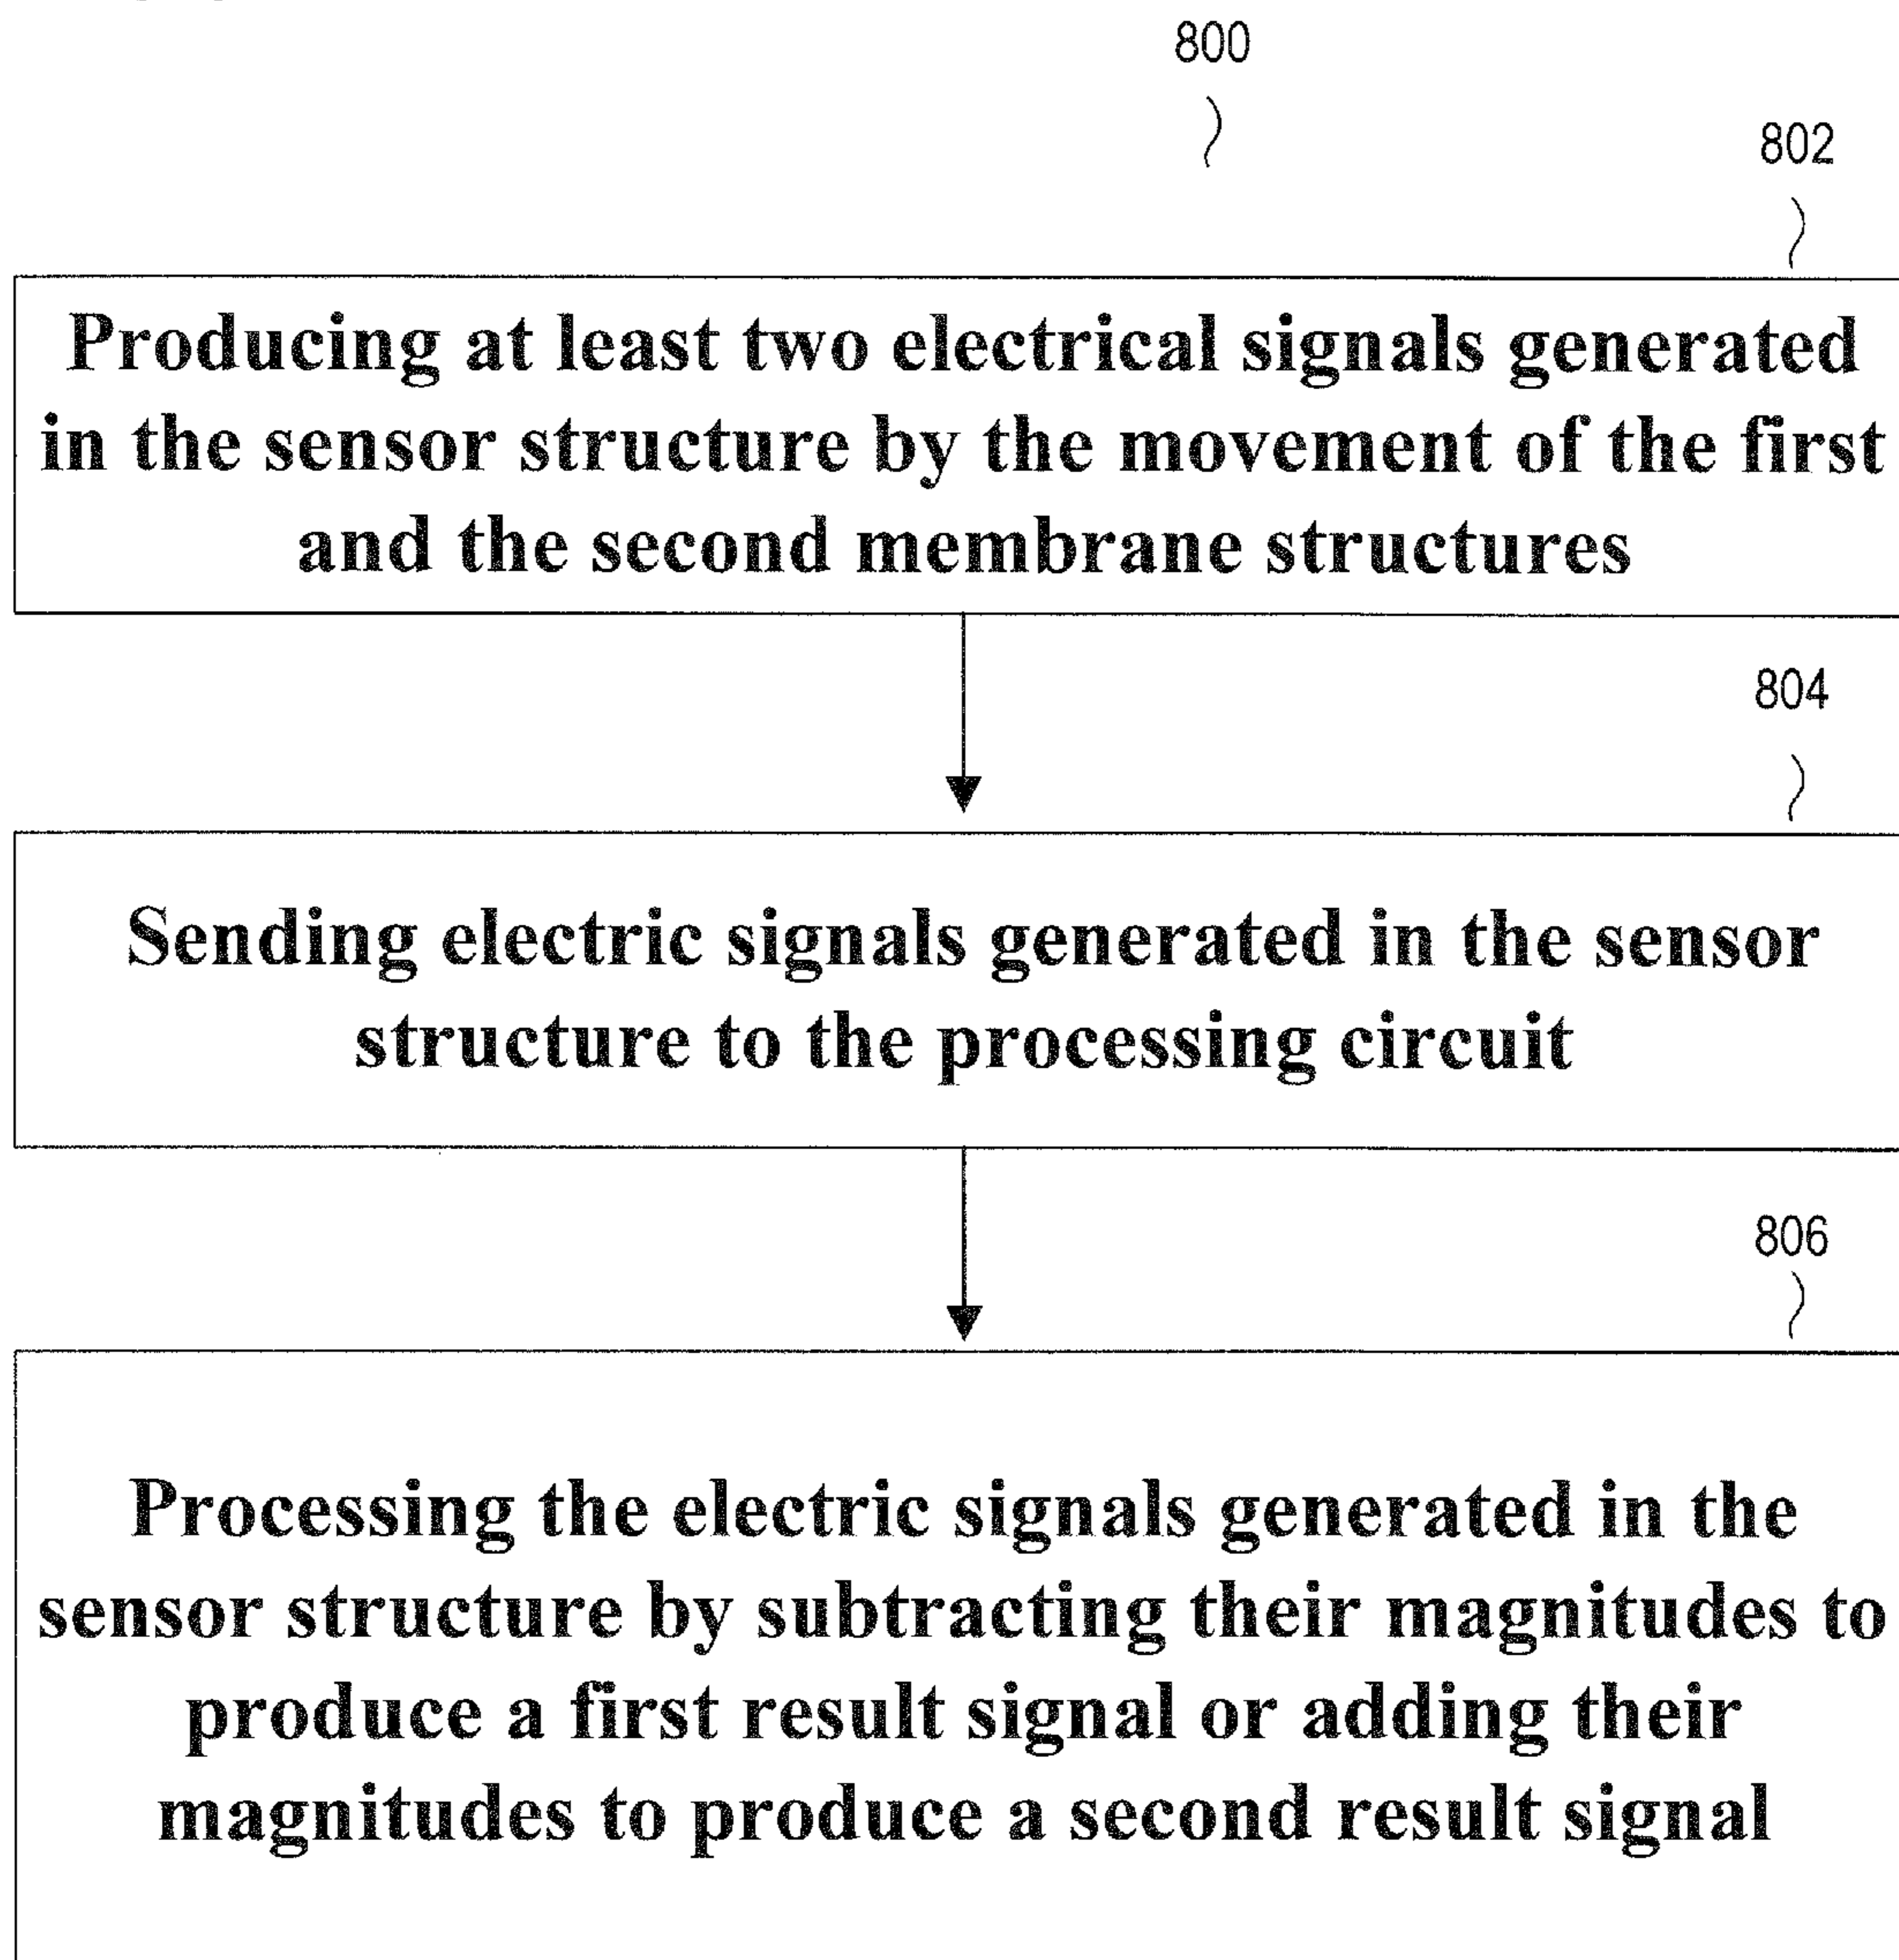 800
802
Producing at least two electrical signals generated
in the sensor structure by the movement of the first
and the second membrane structures
804
Sending electric signals generated in the sensor
structure to the processing circuit
806
Processing the electric signals generated in the
sensor structure by subtracting their magnitudes to
produce a first result signal or adding their
magnitudes to produce a second result signal